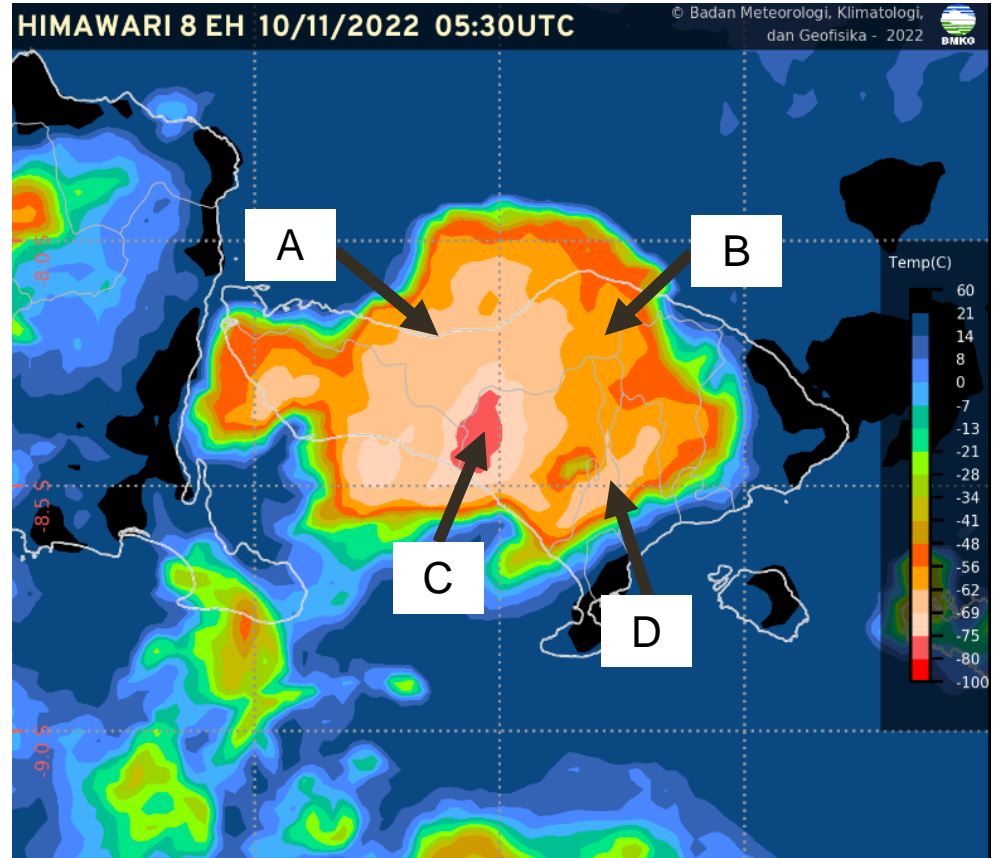 HIMAWARI 8 EH 10/11/2022 05:30UTC
© Badan Meteorologi, Klimatologi,
dan Geofisika - 2022
BMKG
A
B
-8.0 S
Temp(C)
60
21
14
8
0
-7
-13
-21
-28
-34
-41
-48
-56
-62
-69
-75
-80
-100
-8.5 S
C
D
-9.0 S